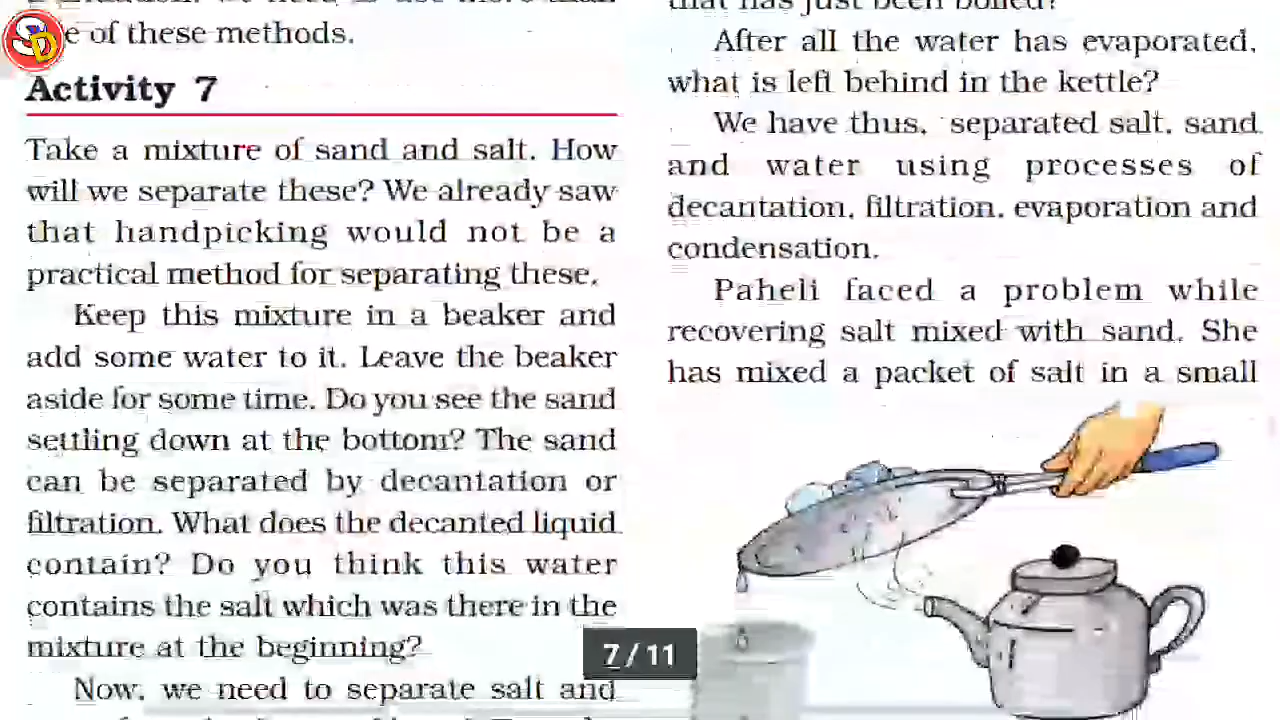 e of these methods.
Activity 7
Take a mixture of sand and salt. How
will we separate these? We already saw
that handpicking would not be a
practical method for separating these.
Keep this mixture in a beaker and
add some water to it. Leave the beaker
aside for some time. Do you see the sand
settling down at the bottom? The sand
can be separated by decantation or
filtration. What does the decanted liquid
contain? Do you think this water
contains the salt which was there in the
mixture at the beginning?
Now, we need to separate salt and
that has just been boiled?
After all the water has evaporated,
what is left behind in the kettle?
We have thus, separated salt, sand
and water using processes of
decantation, filtration, evaporation and
condensation.
Paheli faced a problem while
recovering salt mixed with sand. She
has mixed a packet of salt in a small
7 / 11
SD